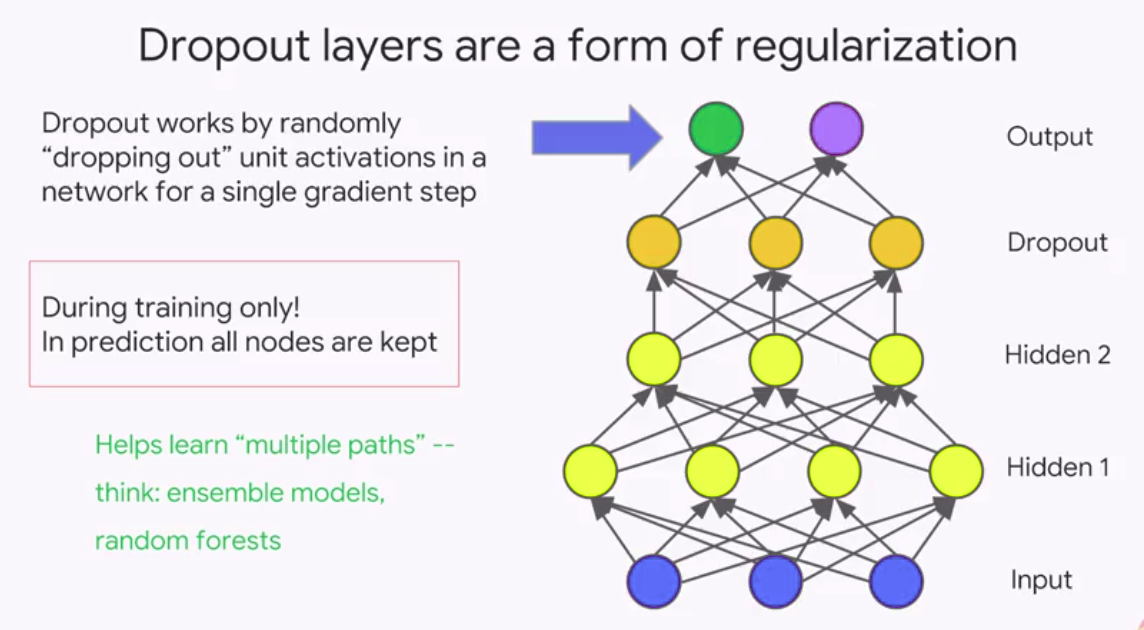 Dropout layers are a form of regularization
Dropout works by randomly
“dropping out” unit activations in a
network for a single gradient step
During training only!
In prediction all nodes are kept
Helps learn “multiple paths” --
think: ensemble models,
random forests
Output
Dropout
Hidden 2
Hidden 1
Input